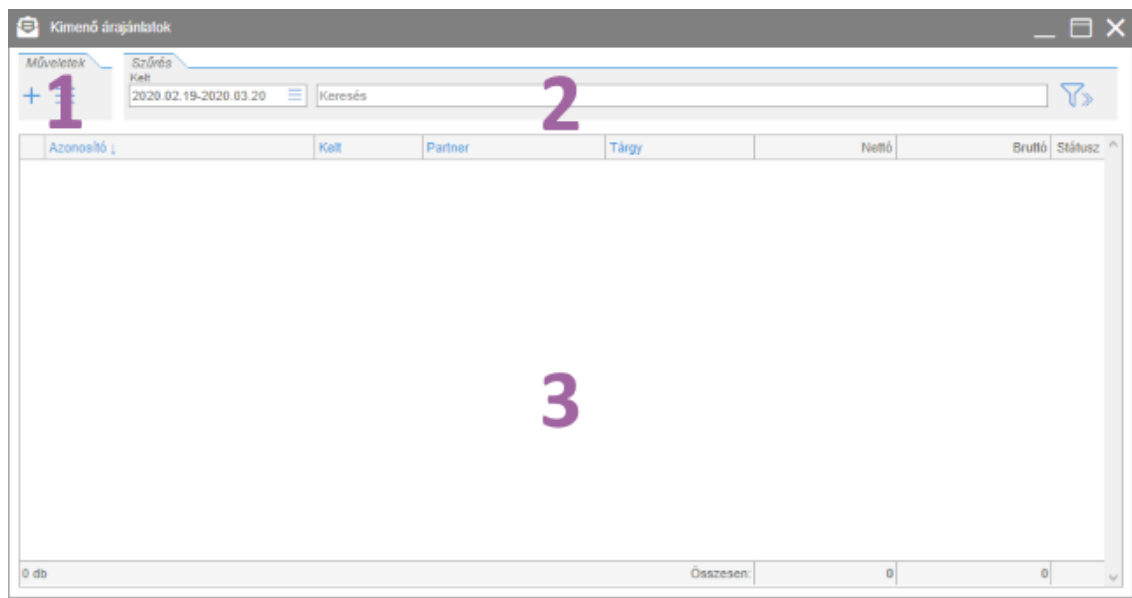 Kimenő árajánlatok
Műveletek Szűrés
Kelt
1
2020.02.19-2020.03.20 Keresés
2
Azonosító ↓ Kelt Partner Tárgy Nettó Bruttó Státusz
3
0 db Összesen: 0 0